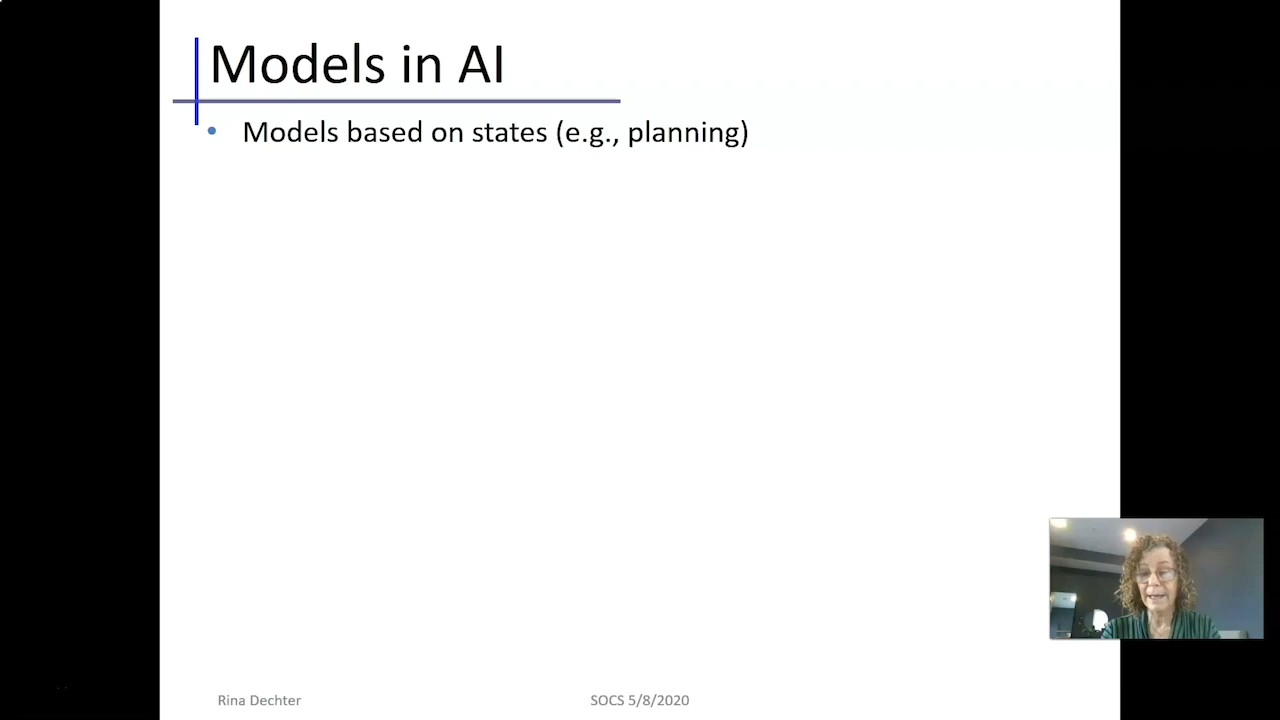 Models in AI
• Models based on states (e.g., planning)
Rina Dechter
SOCS 5/8/2020